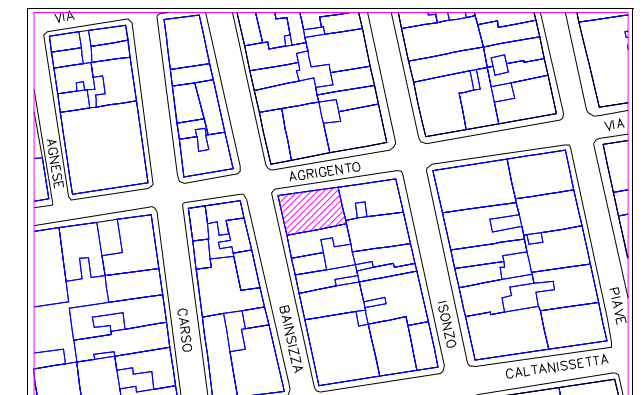 VIA
VIA
AGNESE
AGRIGENTO
CARSO
BAINSIZZA
ISONZO
PIAVE
CALTANISSETTA